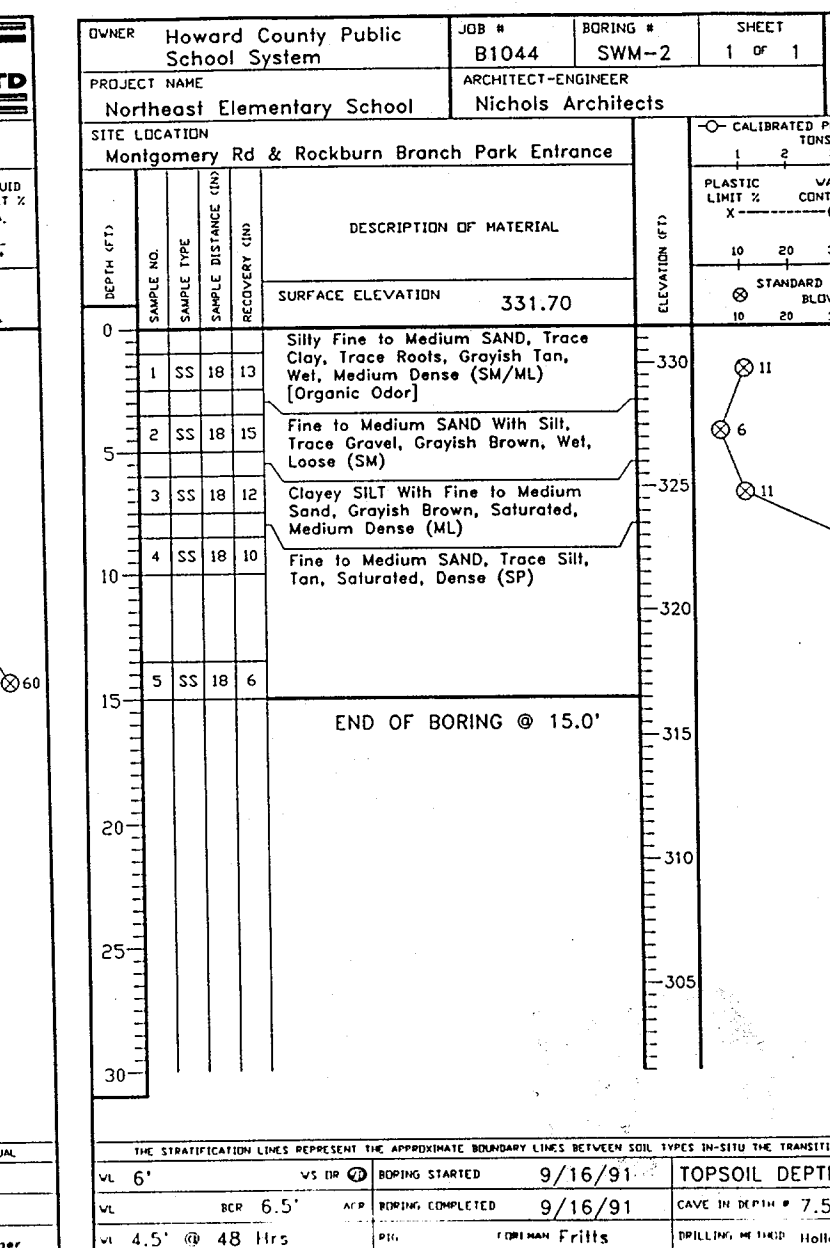 OWNER Howard County Public School System
JOB # B1044
BORING # SWM-2
SHEET 1 OF 1
PROJECT NAME
Northeast Elementary School
ARCHITECT-ENGINEER
Nichols Architects
SITE LOCATION
Montgomery Rd & Rockburn Branch Park Entrance
CALIBRATED P
TONS
1 2
PLASTIC
LIMIT %
CONT
X
10 20
STANDARD
BLOW
10 20
DEPTH (FT)
SAMPLE NO.
SAMPLE TYPE
SAMPLE DISTANCE (IN)
RECOVERY (IN)
DESCRIPTION OF MATERIAL
ELEVATION (FT)
SURFACE ELEVATION 331.70
0
Silty Fine to Medium SAND, Trace
Clay, Trace Roots, Grayish Tan,
Wet, Medium Dense (SM/ML)
[Organic Odor]
1 SS 18 13
330
11
Fine to Medium SAND With Silt,
Trace Gravel, Grayish Brown, Wet,
Loose (SM)
2 SS 18 15
6
5
325
Clayey SILT With Fine to Medium
Sand, Grayish Brown, Saturated,
Medium Dense (ML)
3 SS 18 12
11
Fine to Medium SAND, Trace Silt,
Tan, Saturated, Dense (SP)
4 SS 18 10
10
320
5 SS 18 6
60
15
END OF BORING @ 15.0'
315
20
310
25
305
30
THE STRATIFICATION LINES REPRESENT THE APPROXIMATE BOUNDARY LINES BETWEEN SOIL TYPES IN-SITU THE TRANSITI
WL 6' WS OR WD BORING STARTED 9/16/91 TOPSOIL DEPTH
WL BCR 6.5' ACR BORING COMPLETED 9/16/91 CAVE IN DEPTH @ 7.5
WL 4.5' @ 48 Hrs RIG FOREMAN Fritts DRILLING METHOD Holl